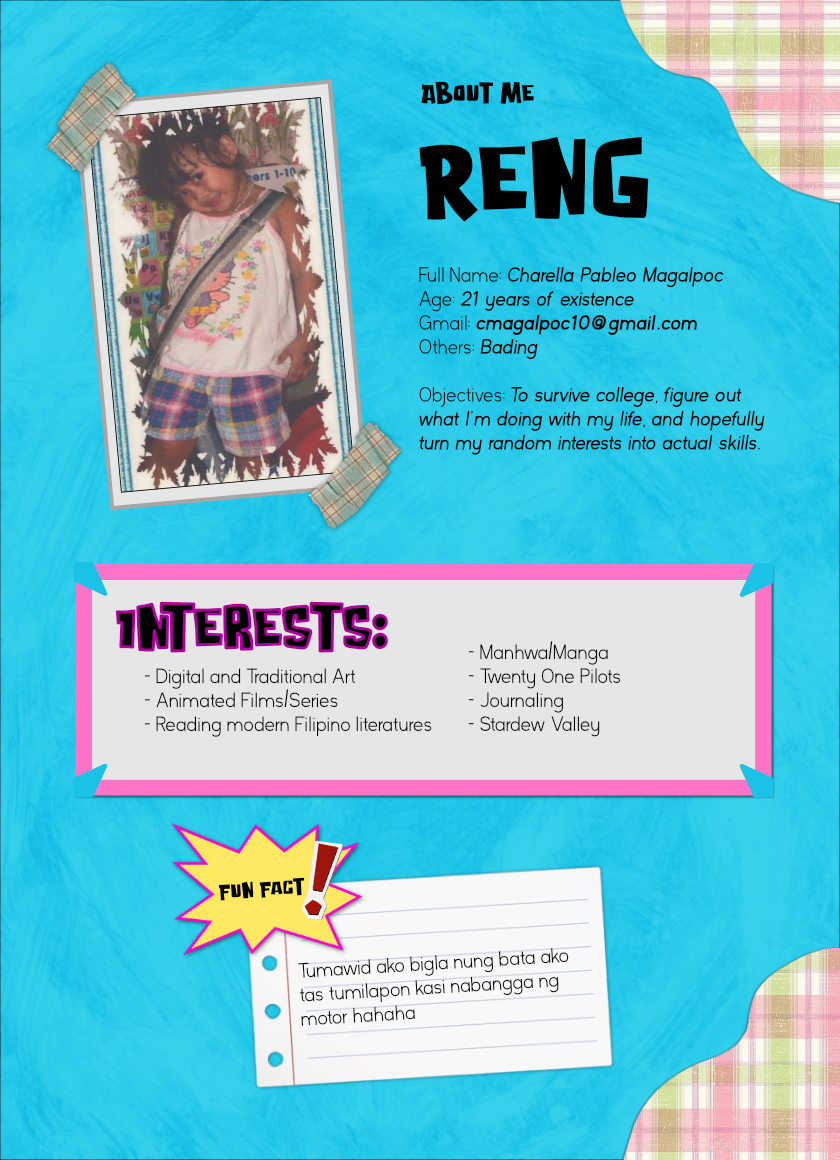 ABOUT ME
RENG
ers 1-10
Full Name: Charella Pableo Magalpoc
Age: 21 years of existence
Gmail: cmagalpoc10@gmail.com
Others: Bading
Objectives: To survive college, figure out
what I'm doing with my life, and hopefully
turn my random interests into actual skills.
INTERESTS:
- Digital and Traditional Art
- Animated Films/Series
- Reading modern Filipino literatures
- Manhwa/Manga
- Twenty One Pilots
- Journaling
- Stardew Valley
FUN FACT!
Tumawid ako bigla nung bata ako
tas tumilapon kasi nabangga ng
motor hahaha